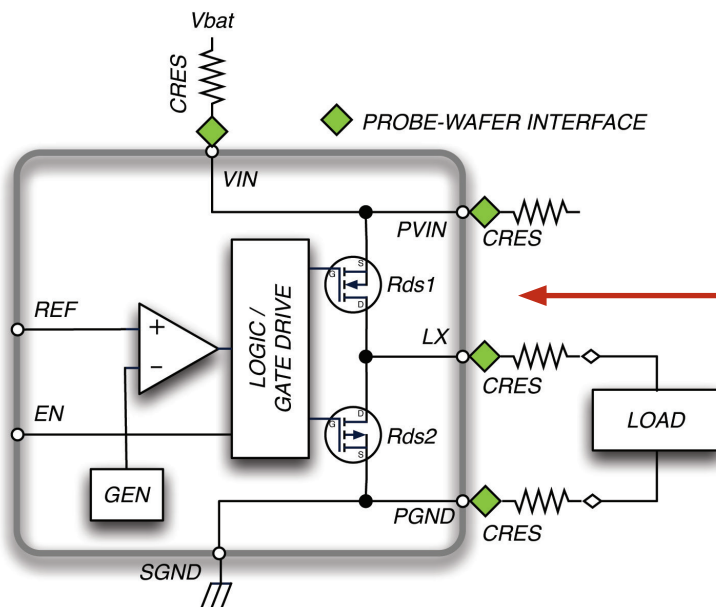 Vbat
CRES
PROBE-WAFER INTERFACE
VIN
PVIN
CRES
S
G
D
Rds1
REF
+
−
LOGIC /
GATE DRIVE
LX
CRES
EN
D
G
S
Rds2
LOAD
GEN
PGND
CRES
SGND